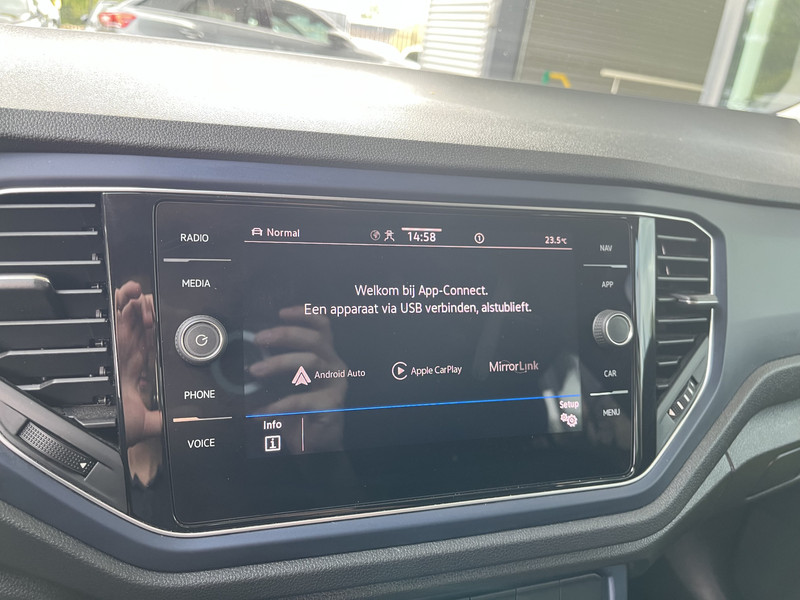 RADIO
MEDIA
PHONE
VOICE
Normal
14:58
1
23.5°C
Welkom bij App-Connect.
Een apparaat via USB verbinden, alstublieft.
Android Auto
Apple CarPlay
MirrorLink
Info
i
Setup
NAV
APP
CAR
MENU